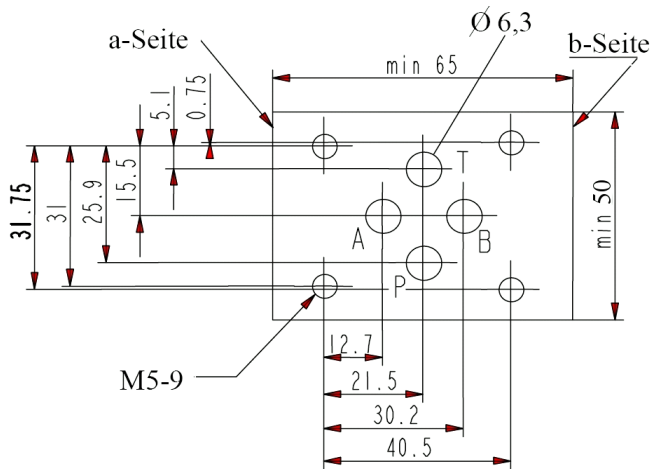 Ø 6,3
a-Seite
b-Seite
min 65
5.1
0.75
15.5
25.9
31
31.75
T
A
B
P
min 50
M5-9
12.7
21.5
30.2
40.5